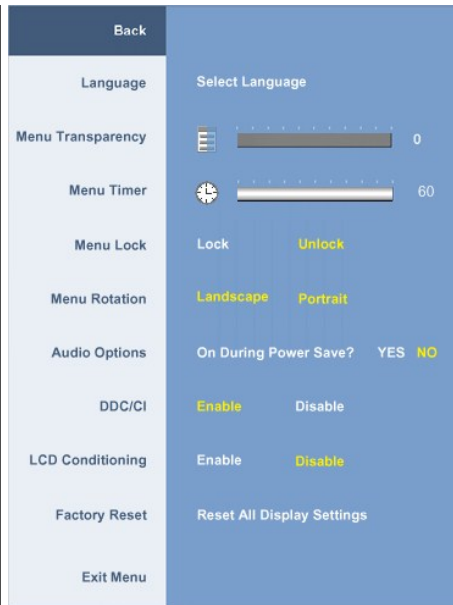 Back
Language Select Language
Menu Transparency 0
Menu Timer 60
Menu Lock Lock Unlock
Menu Rotation Landscape Portrait
Audio Options On During Power Save? YES NO
DDC/CI Enable Disable
LCD Conditioning Enable Disable
Factory Reset Reset All Display Settings
Exit Menu